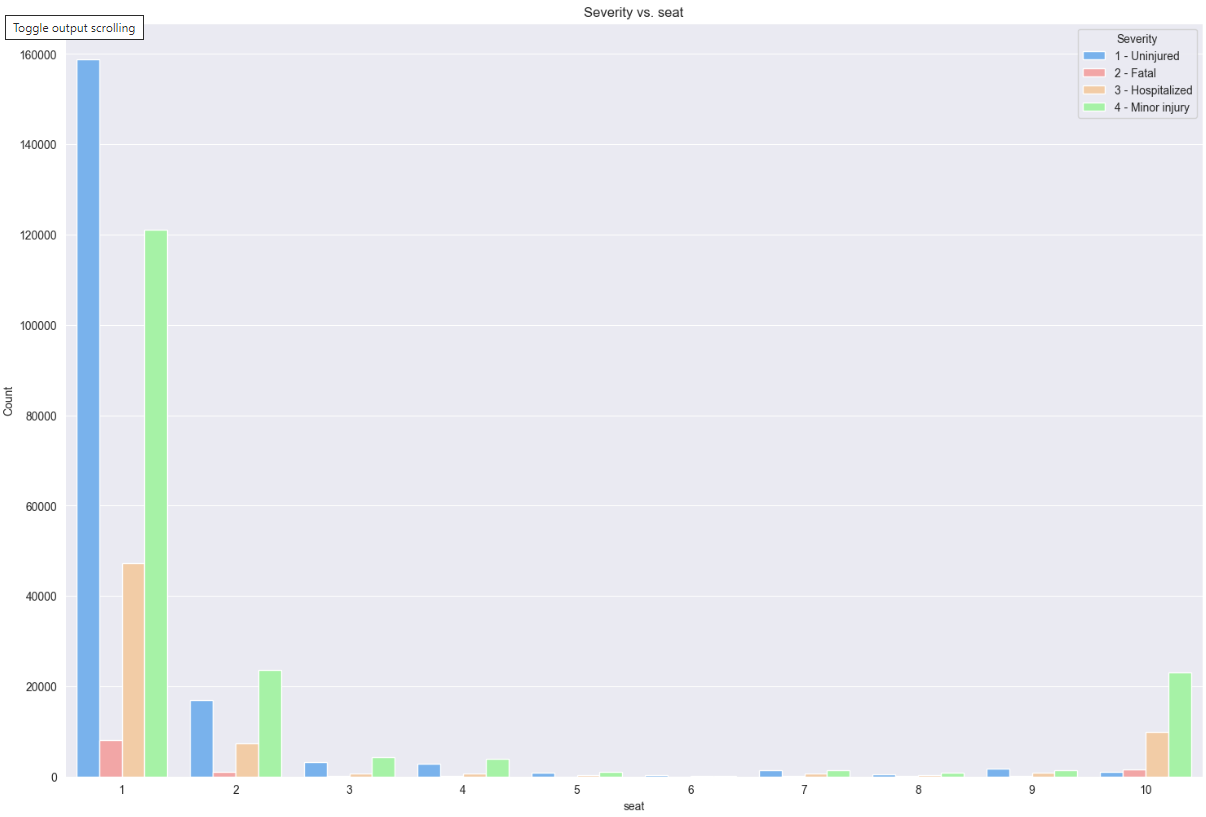 Severity vs. seat
Toggle output scrolling
Severity
1 - Uninjured
2 - Fatal
3 - Hospitalized
4 - Minor injury
160000
140000
120000
100000
80000
60000
40000
20000
0
Count
1 2 3 4 5 6 7 8 9 10
seat